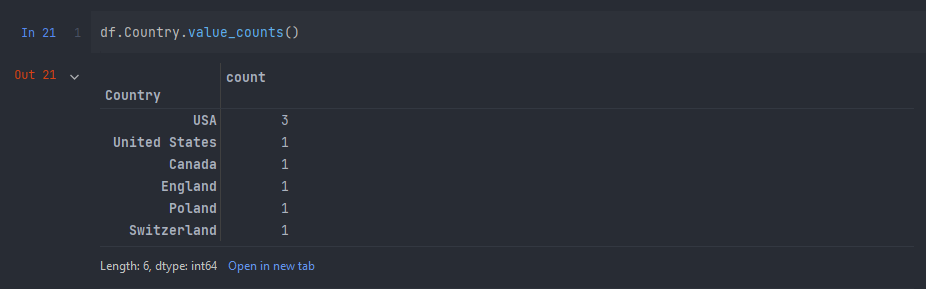 In 21 1 df.Country.value_counts()
Out 21 count
Country
USA 3
United States 1
Canada 1
England 1
Poland 1
Switzerland 1
Length: 6, dtype: int64 Open in new tab